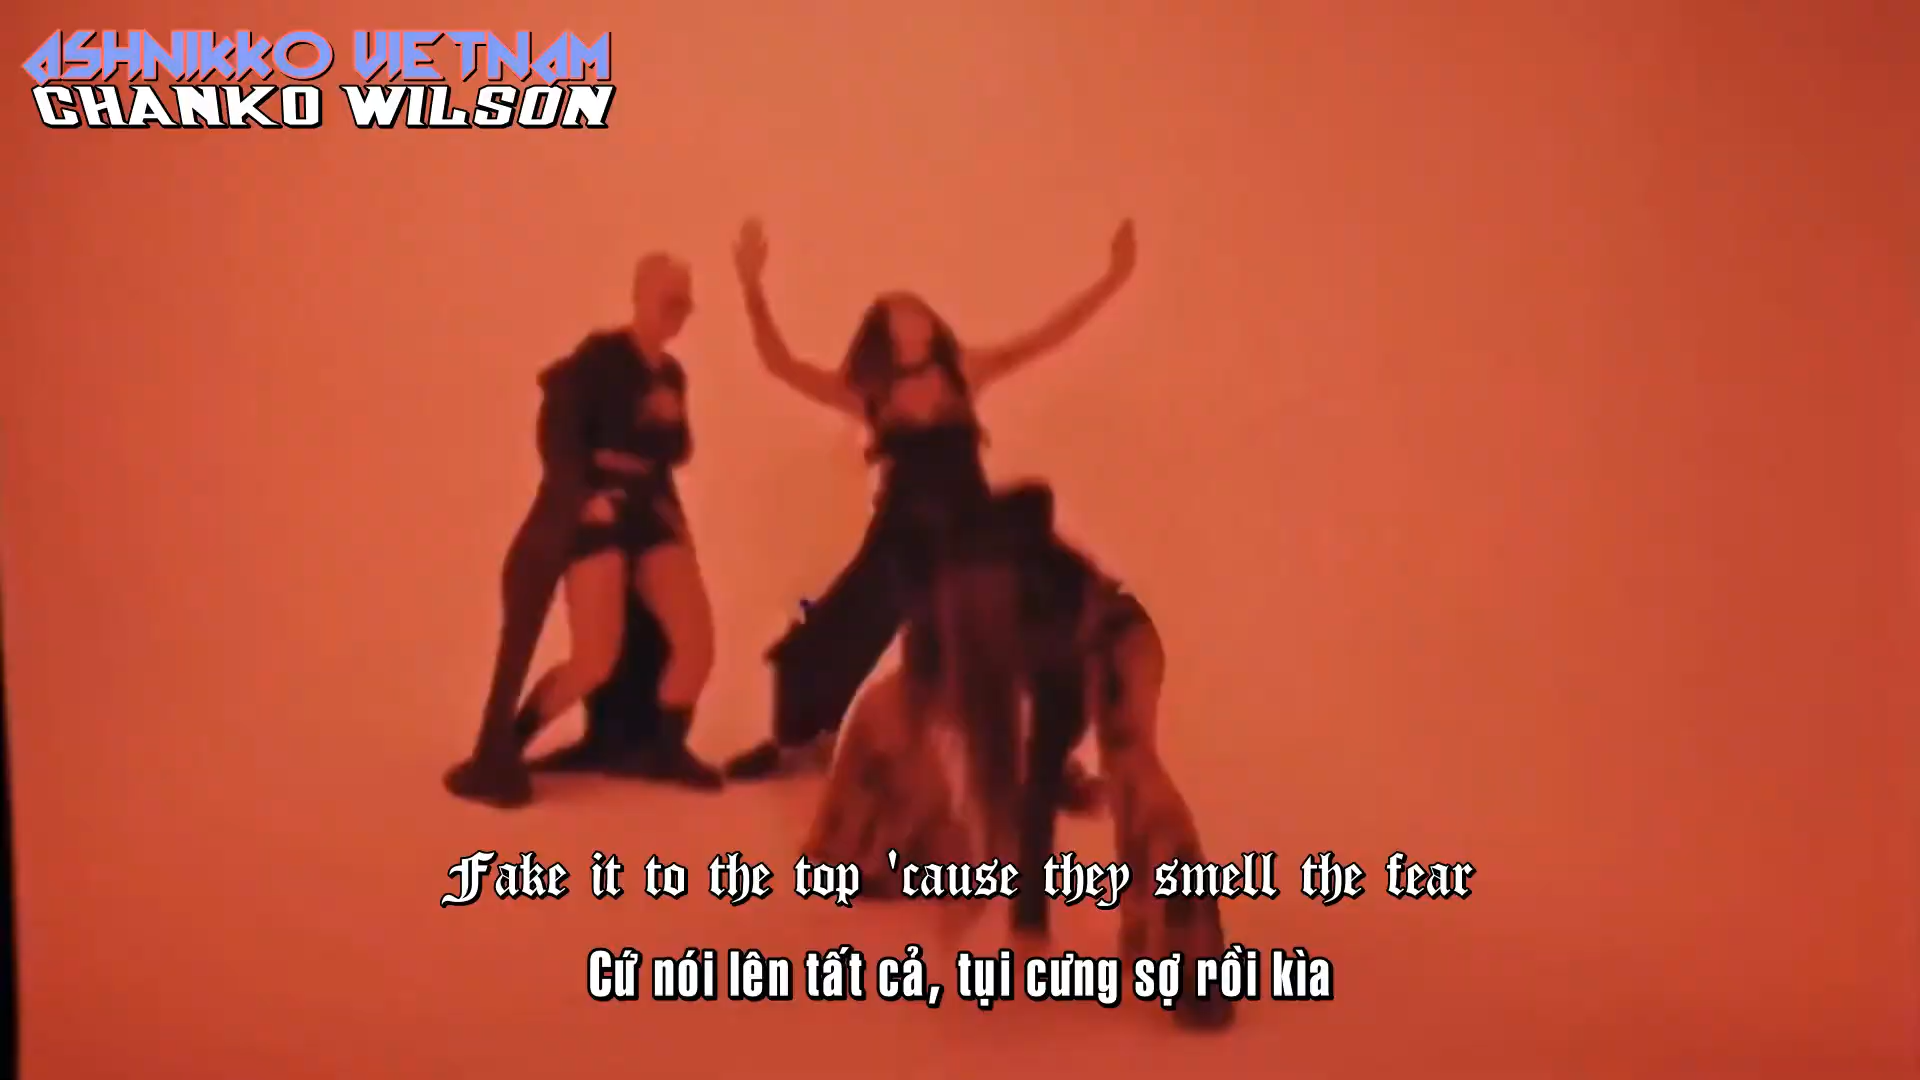 ASHNIKKO VIETNAM
CHANKO WILSON
Fake it to the top 'cause they smell the fear
Cứ nói lên tất cả, tụi cưng sợ rồi kìa